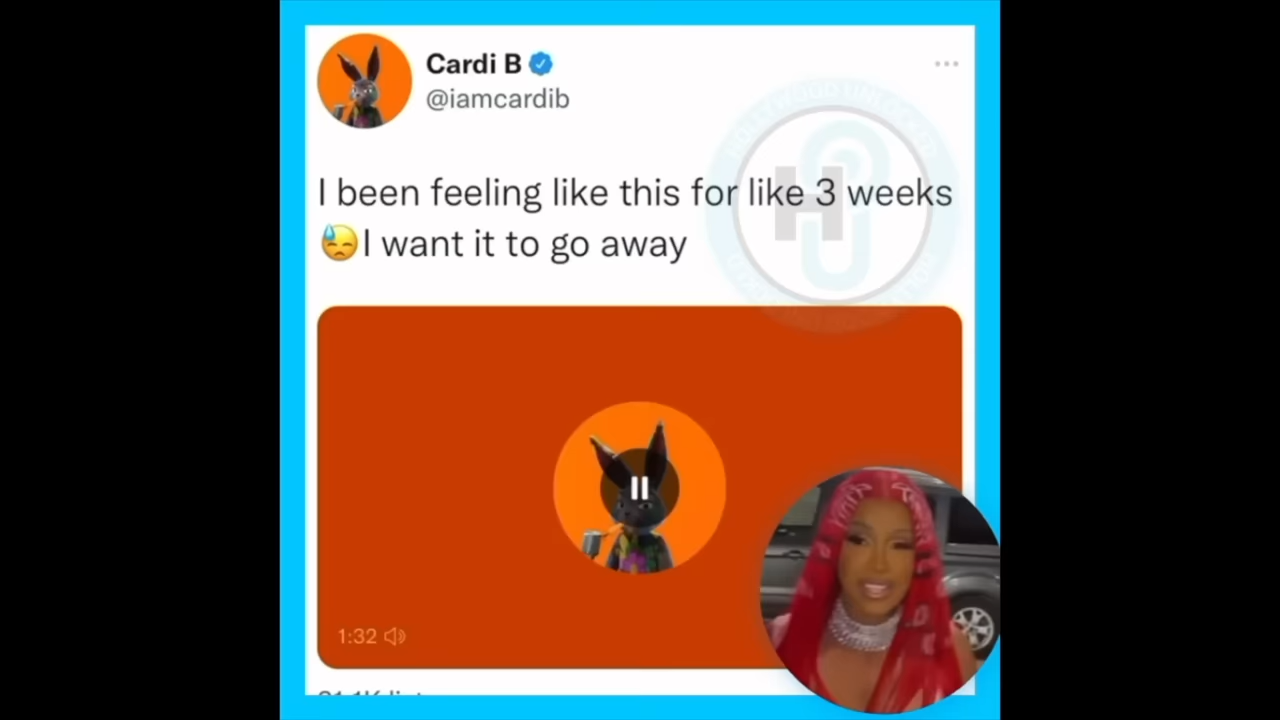 Cardi B
@iamcardib
I been feeling like this for like 3 weeks
😓I want it to go away
1:32